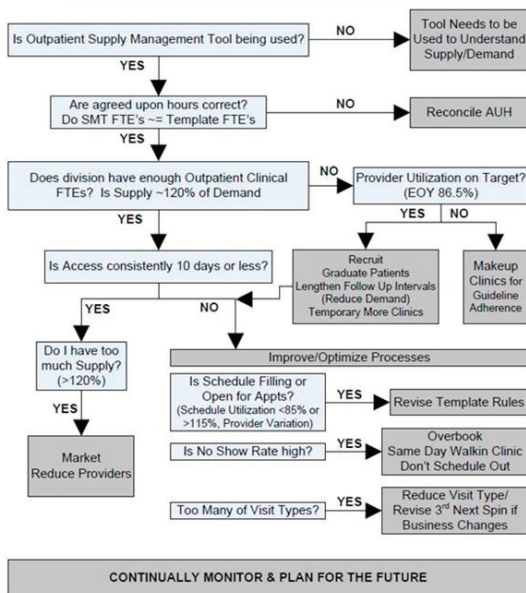 Is Outpatient Supply Management Tool being used?
NO
Tool Needs to be
Used to Understand
Supply/Demand
YES
Are agreed upon hours correct?
Do SMT FTE's ~= Template FTE's
NO
Reconcile AUH
YES
Does division have enough Outpatient Clinical
FTEs? Is Supply ~120% of Demand
NO
Provider Utilization on Target?
(EOY 86.5%)
YES
YES
NO
Is Access consistently 10 days or less?
Recruit
Graduate Patients
Lengthen Follow Up Intervals
(Reduce Demand)
Temporary More Clinics
Makeup
Clinics for
Guideline
Adherence
YES
NO
Do I have too
much Supply?
(>120%)
Improve/Optimize Processes
YES
Market
Reduce Providers
Is Schedule Filling or
Open for Appts?
(Schedule Utilization <85% or
>115%, Provider Variation)
YES
Revise Template Rules
Is No Show Rate high?
YES
Overbook
Same Day Walkin Clinic
Don't Schedule Out
Too Many of Visit Types?
YES
Reduce Visit Type/
Revise 3rd Next Spin if
Business Changes
CONTINUALLY MONITOR & PLAN FOR THE FUTURE